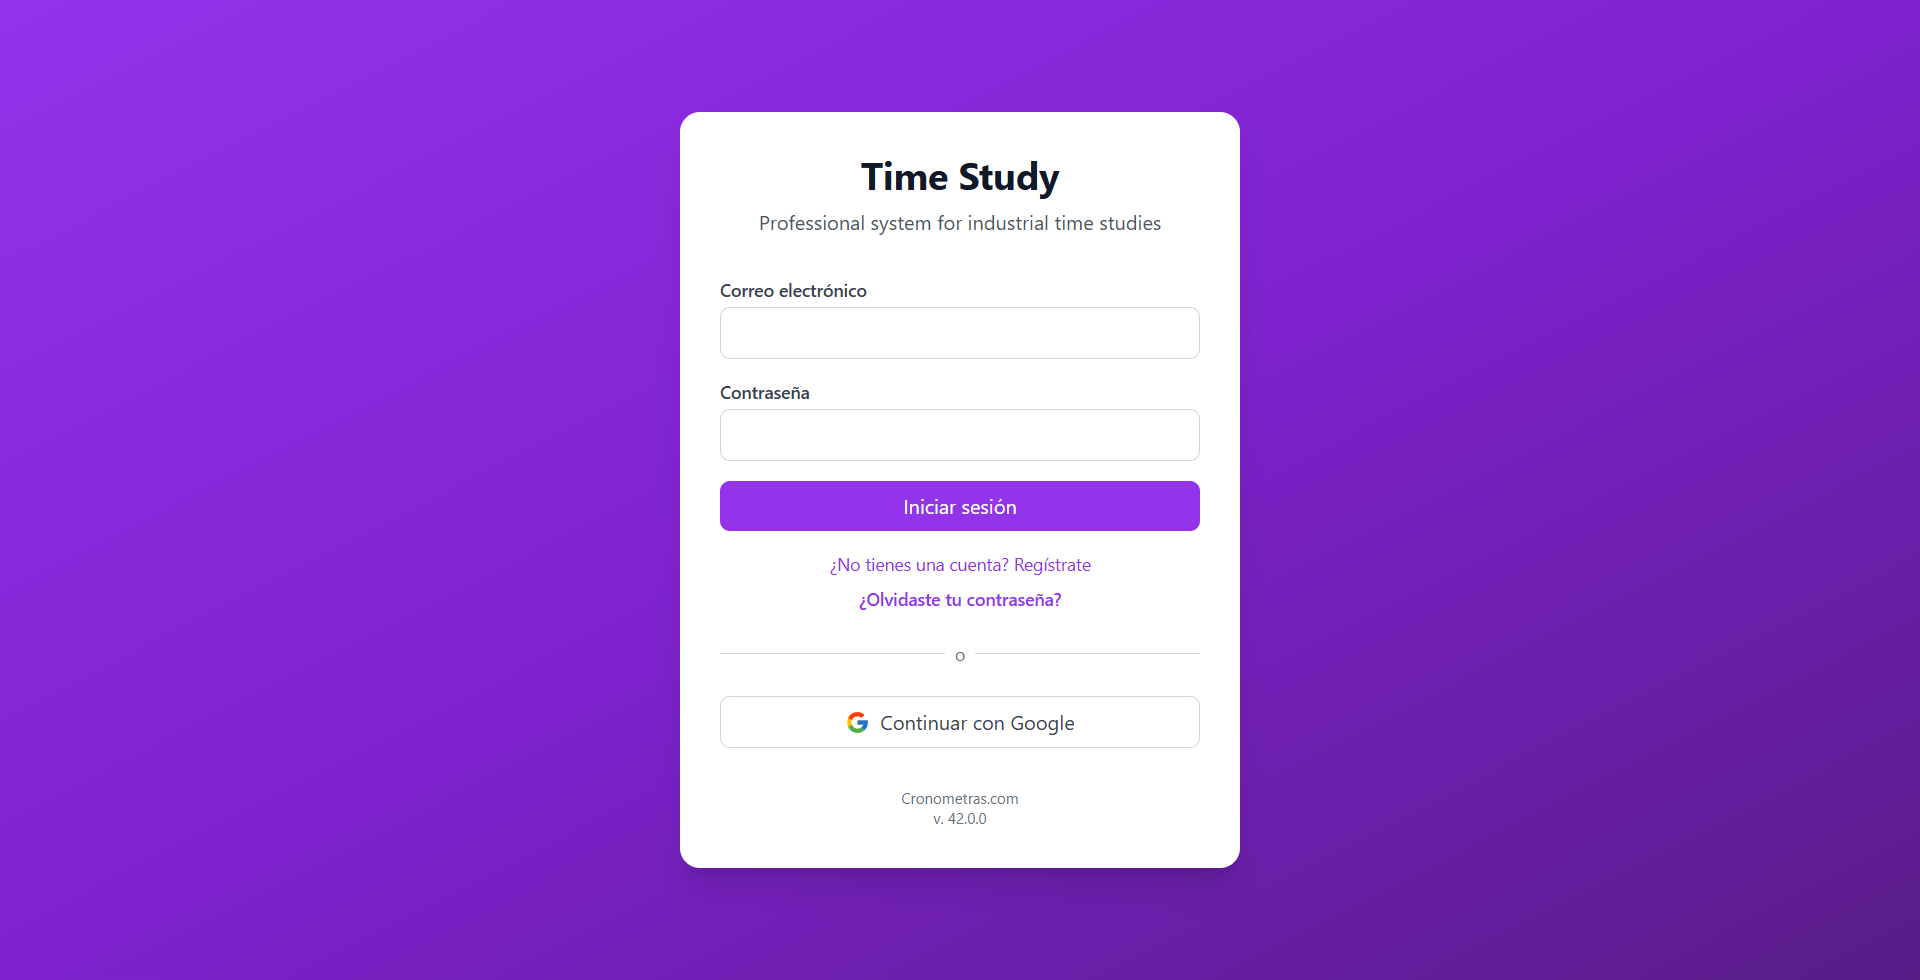 Time Study
Professional system for industrial time studies
Correo electrónico
Contraseña
Iniciar sesión
¿No tienes una cuenta? Regístrate
¿Olvidaste tu contraseña?
o
Continuar con Google
Cronometras.com
v. 42.0.0